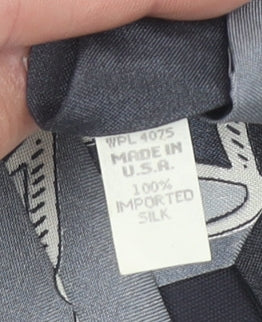 WPL 4075
MADE IN
U.S.A.
100%
IMPORTED
SILK